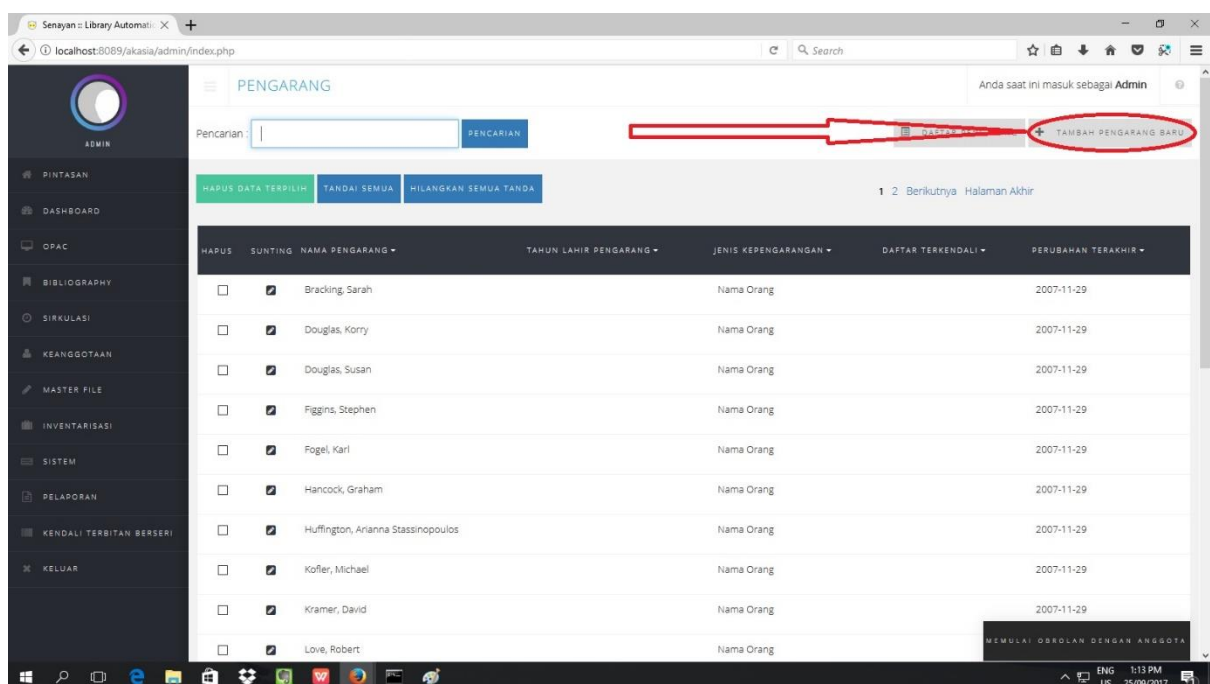 Senayan :: Library Automatic
localhost:8089/akasia/admin/index.php
Search
PENGARANG
Anda saat ini masuk sebagai Admin
ADMIN
Pencarian :
PENCARIAN
DAFTAR
TAMBAH PENGARANG BARU
HAPUS DATA TERPILIH
TANDAI SEMUA
HILANGKAN SEMUA TANDA
1 2 Berikutnya Halaman Akhir
PINTASAN
DASHBOARD
OPAC
BIBLIOGRAPHY
SIRKULASI
KEANGGOTAAN
MASTER FILE
INVENTARISASI
SISTEM
PELAPORAN
KENDALI TERBITAN BERSERI
KELUAR
HAPUS SUNTING NAMA PENGARANG TAHUN LAHIR PENGARANG JENIS KEPENGARANGAN DAFTAR TERKENDALI PERUBAHAN TERAKHIR
Bracking, Sarah Nama Orang 2007-11-29
Douglas, Korry Nama Orang 2007-11-29
Douglas, Susan Nama Orang 2007-11-29
Figgins, Stephen Nama Orang 2007-11-29
Fogel, Karl Nama Orang 2007-11-29
Hancock, Graham Nama Orang 2007-11-29
Huffington, Arianna Stassinopoulos Nama Orang 2007-11-29
Kofler, Michael Nama Orang 2007-11-29
Kramer, David Nama Orang 2007-11-29
Love, Robert Nama Orang
MEMULAI OBROLAN DENGAN ANGGOTA
ENG 1:13 PM
US 25/09/2017